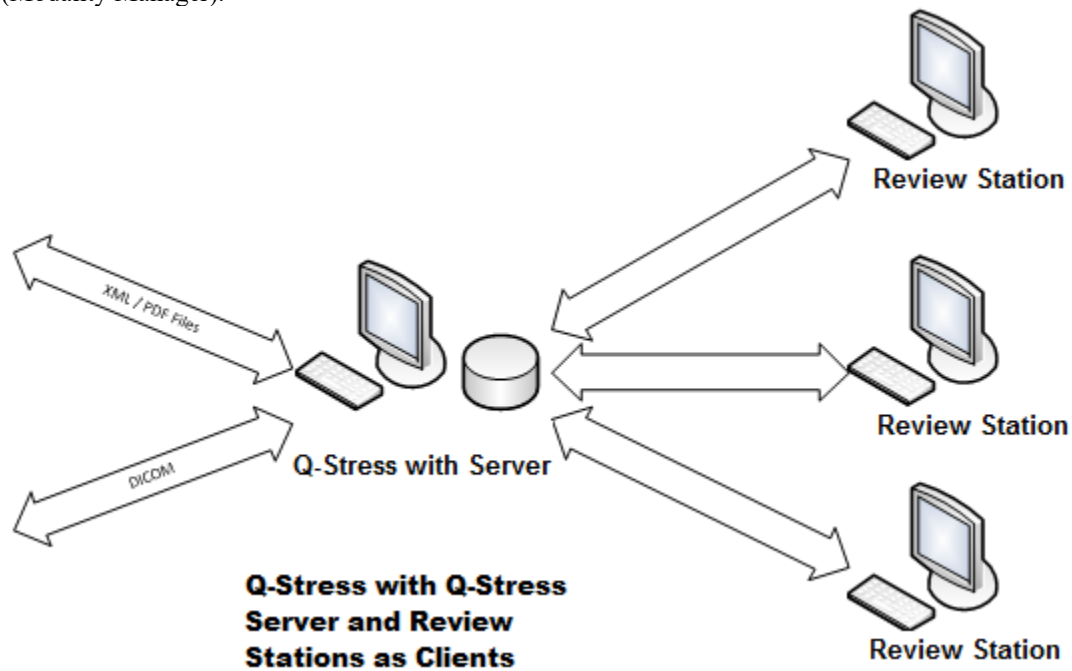 (Modality Manager).
Review Station
XML / PDF Files
Review Station
Q-Stress with Server
DICOM
Q-Stress with Q-Stress
Server and Review
Stations as Clients
Review Station